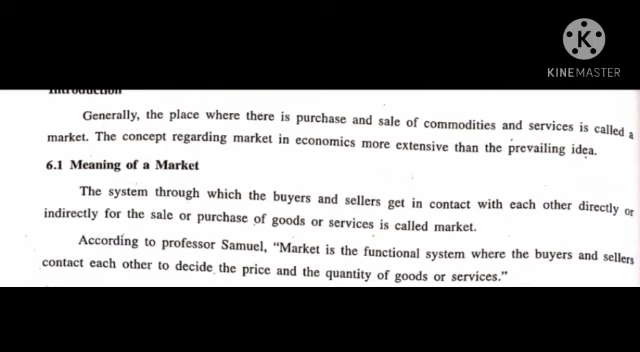 K
KINEMASTER
Introduction
Generally, the place where there is purchase and sale of commodities and services is called a
market. The concept regarding market in economics more extensive than the prevailing idea.
6.1 Meaning of a Market
The system through which the buyers and sellers get in contact with each other directly or
indirectly for the sale or purchase of goods or services is called market.
According to professor Samuel, “Market is the functional system where the buyers and sellers
contact each other to decide the price and the quantity of goods or services.”